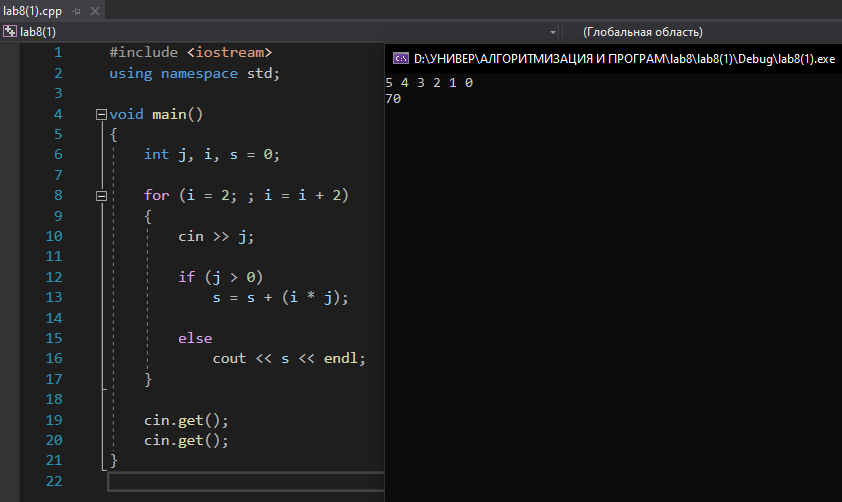 lab8(1).cpp
lab8(1)
(Глобальная область)
1 #include <iostream>
2 using namespace std;
3
4 void main()
5 {
6 int j, i, s = 0;
7
8 for (i = 2; ; i = i + 2)
9 {
10 cin >> j;
11
12 if (j > 0)
13 s = s + (i * j);
14
15 else
16 cout << s << endl;
17 }
18
19 cin.get();
20 cin.get();
21 }
22
C:\ D:\УНИВЕР\АЛГОРИТМИЗАЦИЯ И ПРОГРАМ\lab8\lab8(1)\Debug\lab8(1).exe
5 4 3 2 1 0
70